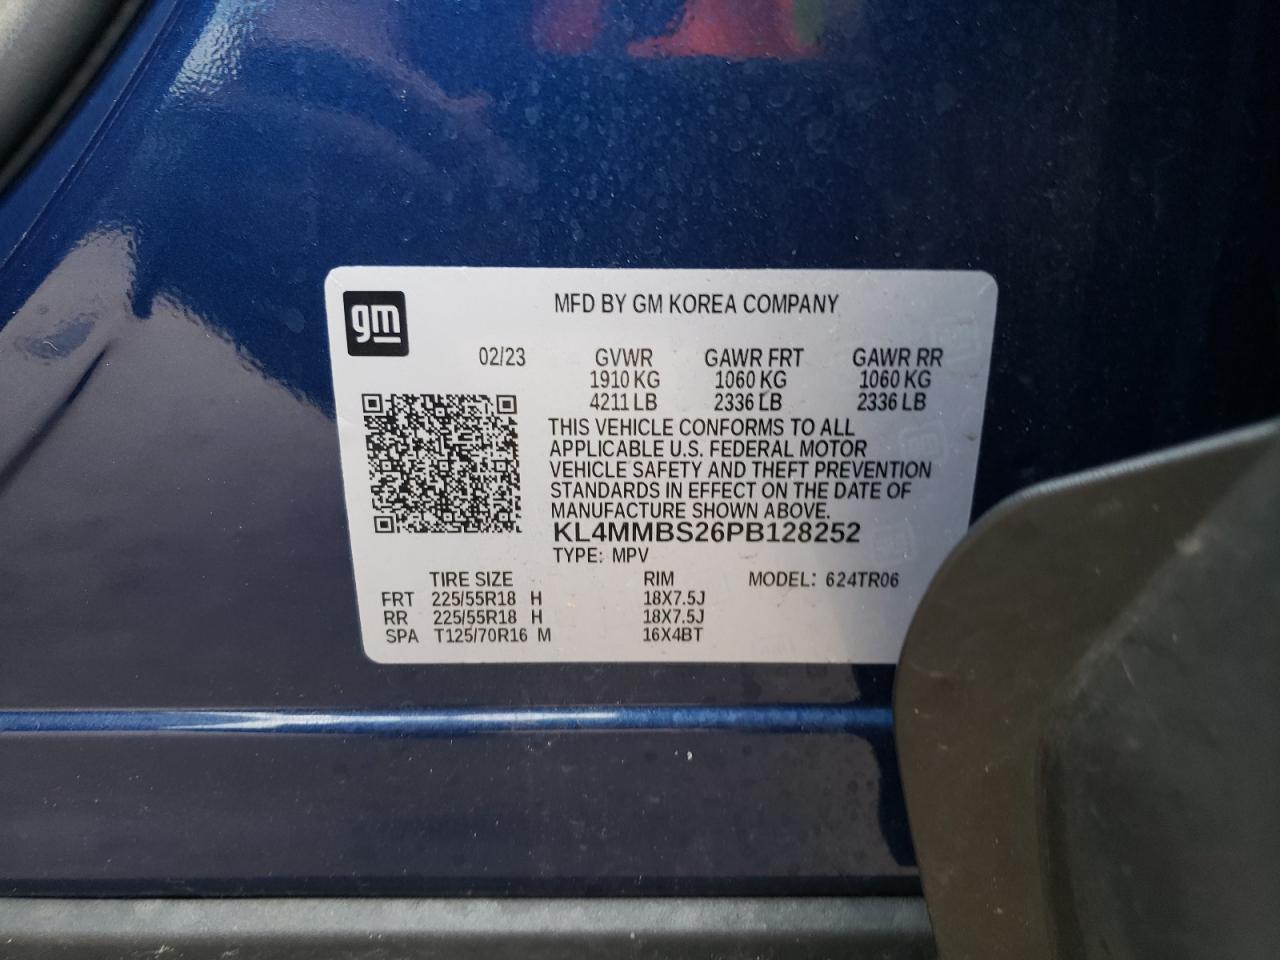 gm
MFD BY GM KOREA COMPANY
02/23 GVWR GAWR FRT GAWR RR
1910 KG 1060 KG 1060 KG
4211 LB 2336 LB 2336 LB
THIS VEHICLE CONFORMS TO ALL
APPLICABLE U.S. FEDERAL MOTOR
VEHICLE SAFETY AND THEFT PREVENTION
STANDARDS IN EFFECT ON THE DATE OF
MANUFACTURE SHOWN ABOVE.
KL4MMBS26PB128252
TYPE: MPV
TIRE SIZE RIM MODEL: 624TR06
FRT 225/55R18 H 18X7.5J
RR 225/55R18 H 18X7.5J
SPA T125/70R16 M 16X4BT